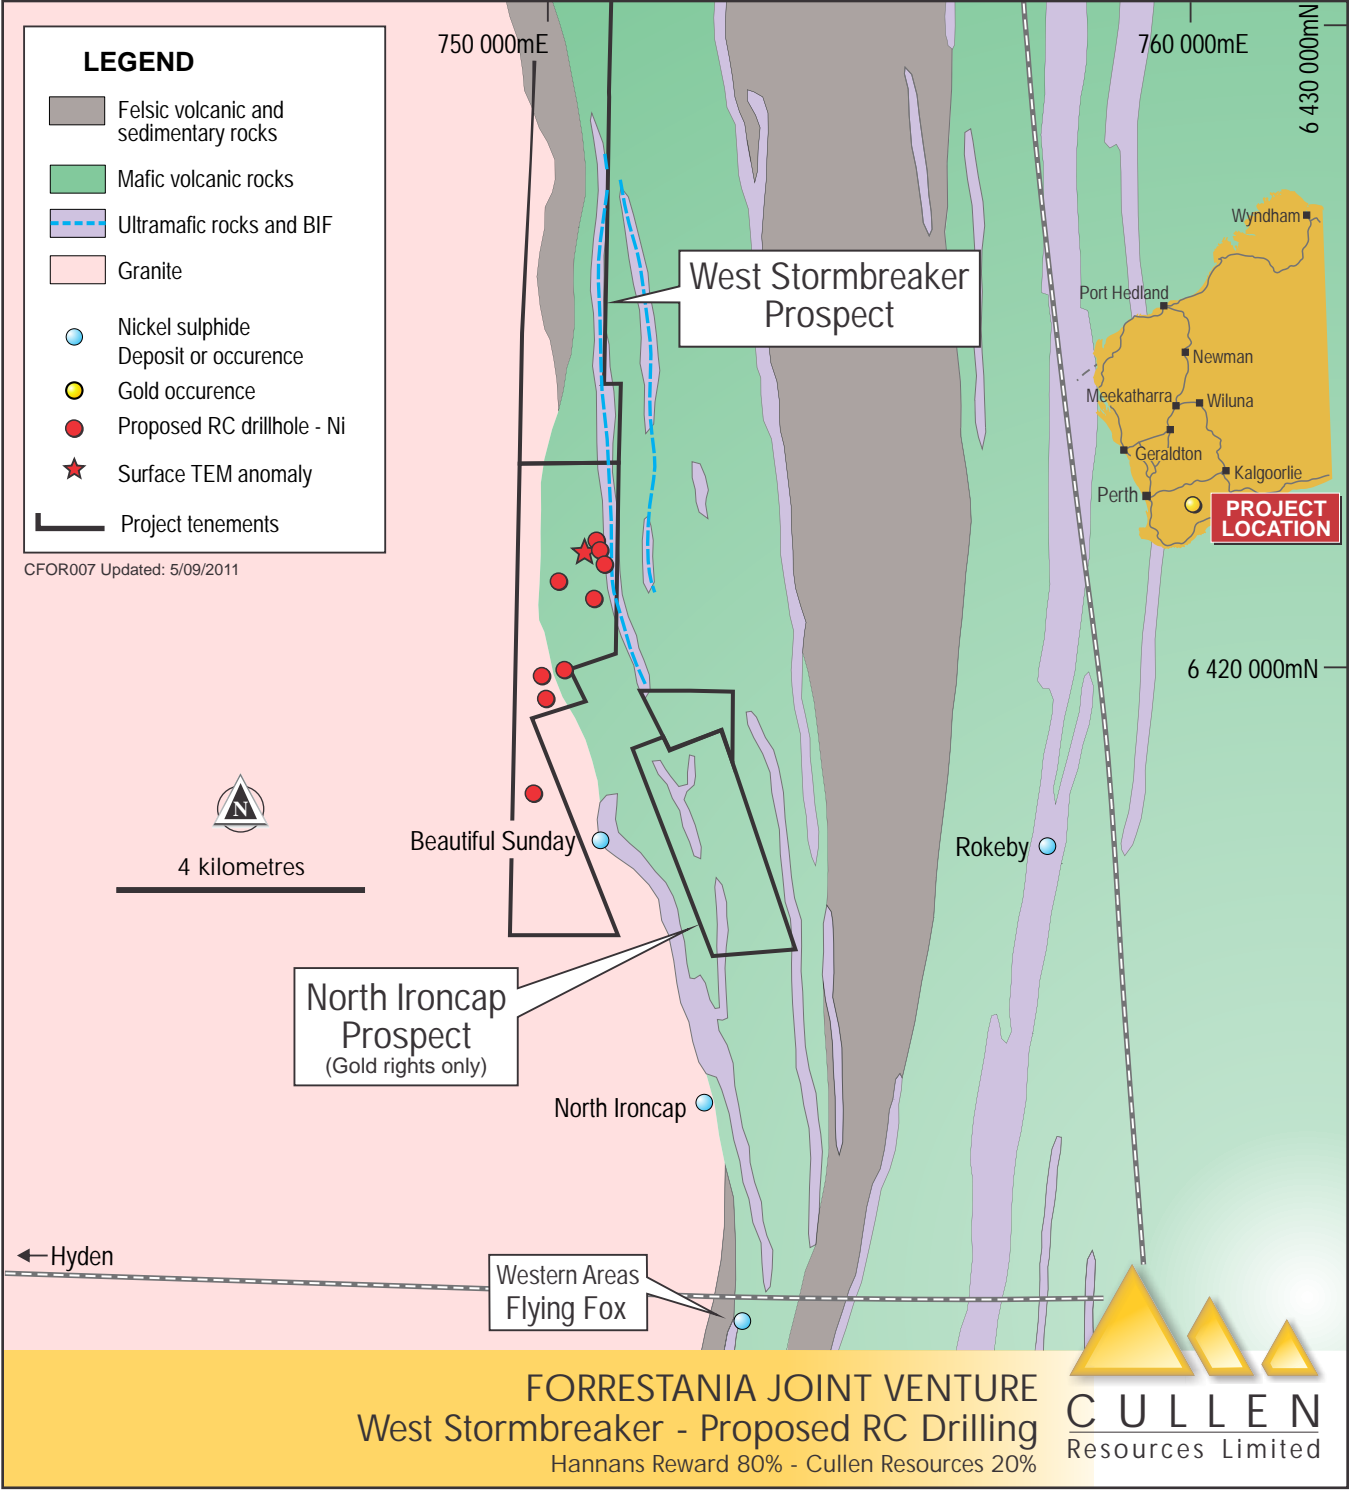 750 000mE
760 000mE
6 430 000mN
LEGEND
Felsic volcanic and
sedimentary rocks
Mafic volcanic rocks
Ultramafic rocks and BIF
Granite
Nickel sulphide
Deposit or occurence
Gold occurence
Proposed RC drillhole - Ni
Surface TEM anomaly
Project tenements
CFOR007 Updated: 5/09/2011
West Stormbreaker
Prospect
Wyndham
Port Hedland
Newman
Meekatharra
Wiluna
Geraldton
Kalgoorlie
Perth
PROJECT
LOCATION
6 420 000mN
N
4 kilometres
Beautiful Sunday
Rokeby
North Ironcap
Prospect
(Gold rights only)
North Ironcap
Hyden
Western Areas
Flying Fox
FORRESTANIA JOINT VENTURE
West Stormbreaker - Proposed RC Drilling
Hannans Reward 80% - Cullen Resources 20%
CULLEN
Resources Limited